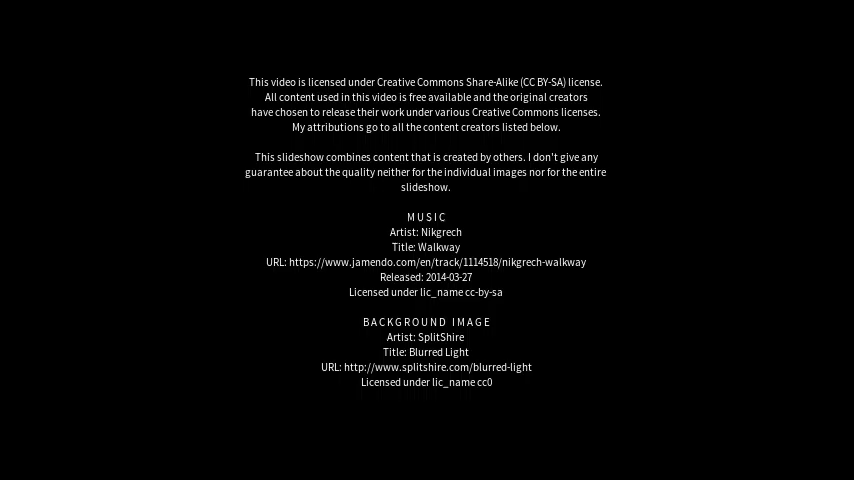 This video is licensed under Creative Commons Share-Alike (CC BY-SA) license.
All content used in this video is free available and the original creators
have chosen to release their work under various Creative Commons licenses.
My attributions go to all the content creators listed below.
This slideshow combines content that is created by others. I don't give any
guarantee about the quality neither for the individual images nor for the entire
slideshow.
MUSIC
Artist: Nikgrech
Title: Walkway
URL: https://www.jamendo.com/en/track/1114518/nikgrech-walkway
Released: 2014-03-27
Licensed under lic_name cc-by-sa
BACKGROUND IMAGE
Artist: SplitShire
Title: Blurred Light
URL: http://www.splitshire.com/blurred-light
Licensed under lic_name cc0